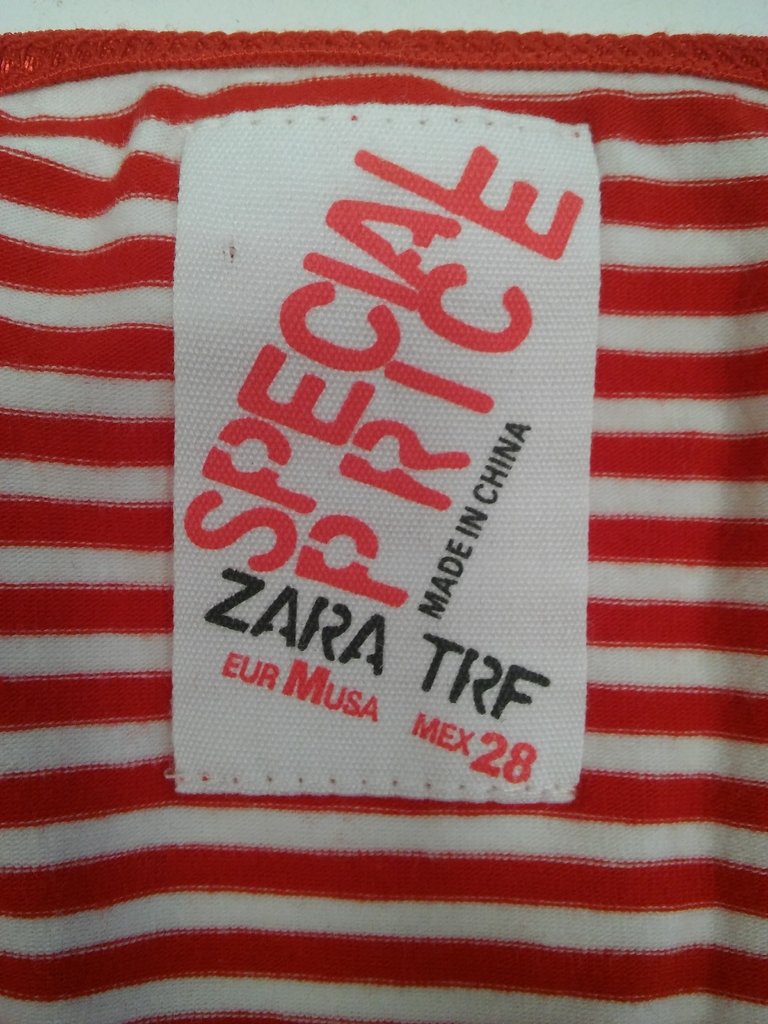 SPECIAL
PRICE
MADE IN CHINA
ZARA TRF
EUR M USA MEX 28